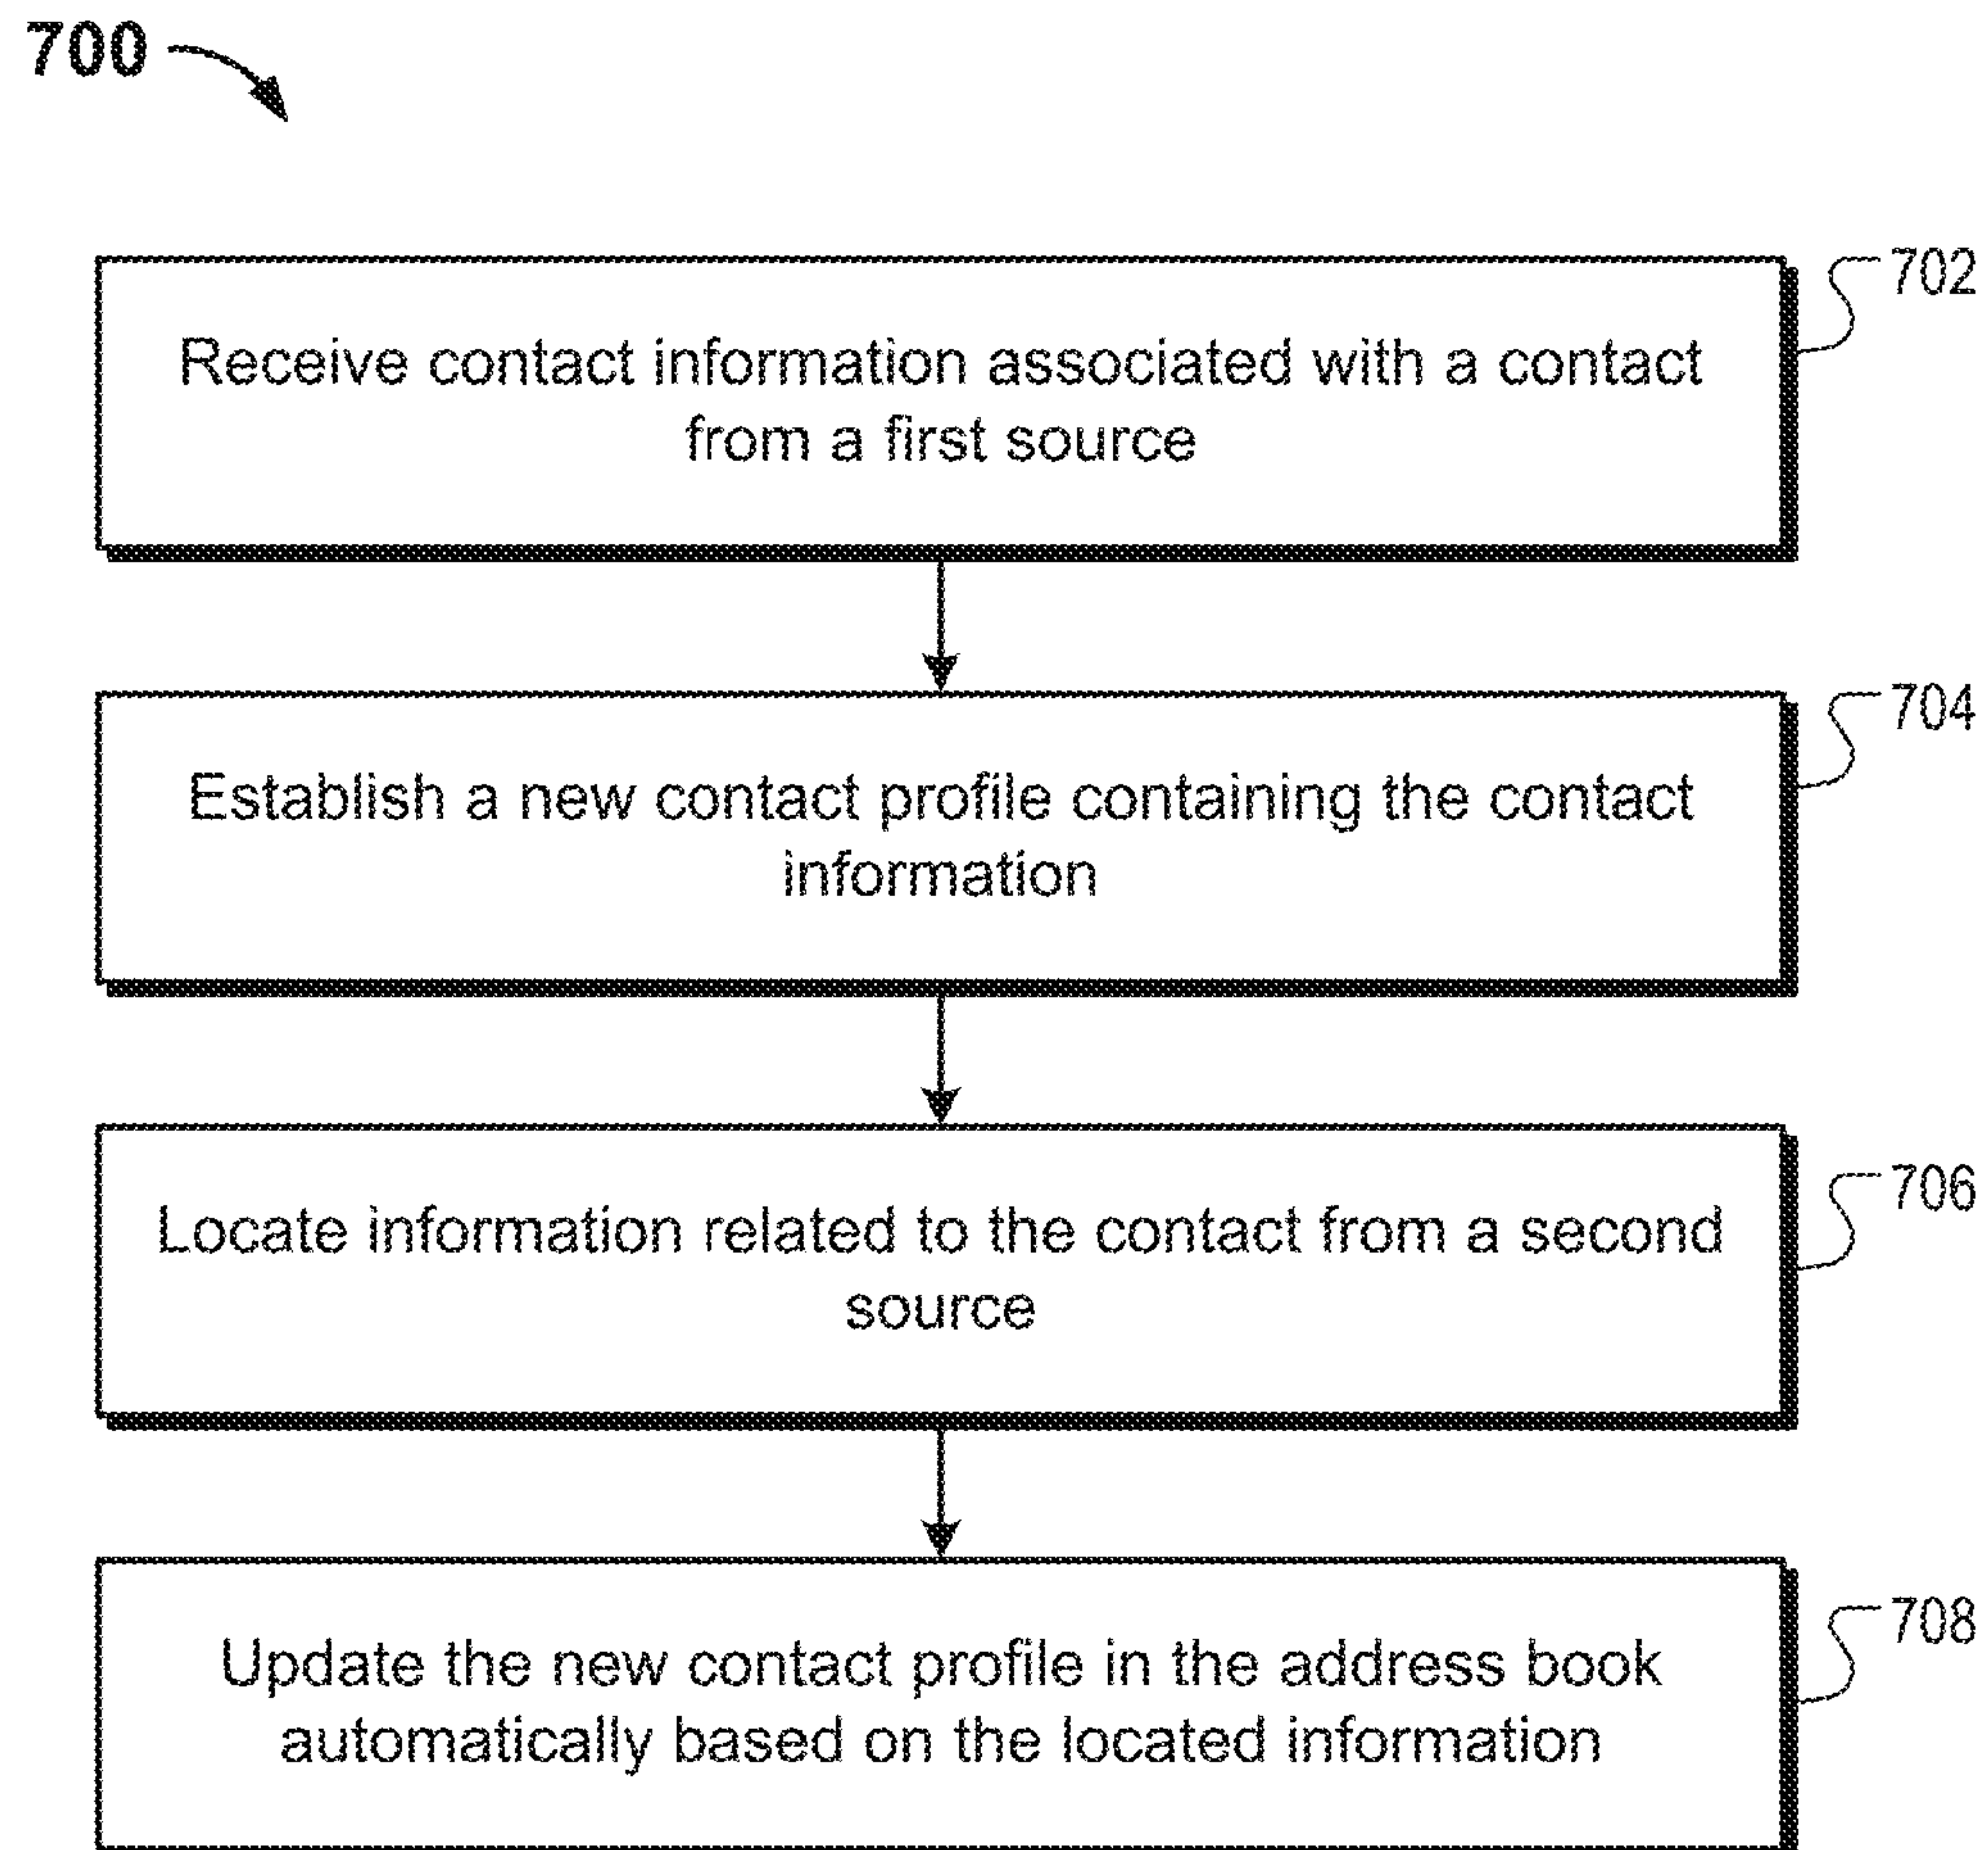 700
702
Receive contact information associated with a contact
from a first source
704
Establish a new contact profile containing the contact
information
706
Locate information related to the contact from a second
source
708
Update the new contact profile in the address book
automatically based on the located information